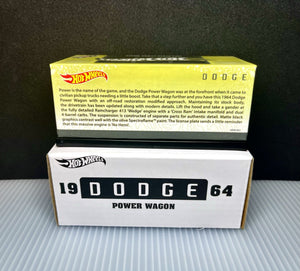 Hot Wheels
DODGE
Power is the name of the game, and the Dodge Power Wagon was at the forefront when it came to
civilian pickup trucks needing a little boost. Take a step further and you have this 1964 Dodge
Power Wagon with an off-road restoration modified approach. Maintaining its stock body,
the drivetrain has been updated along with modern details. Lift the hood and take a gander at
the fully detailed Ramcharger 413 'Wedge' engine with a 'Cross Ram' intake manifold and dual
4-barrel carbs. The suspension is constructed of separate parts for authentic detail. Matte black
graphics contrast well with the olive Spectraflame paint. The license plate sends a little reminder
that this massive engine is 'No Hemi'.
Hot Wheels
19 DODGE 64
POWER WAGON